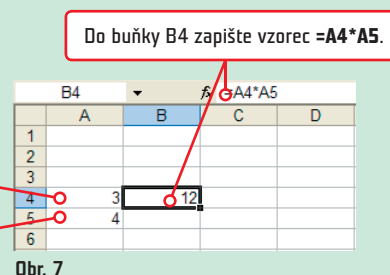 Do buňky B4 zapište vzorec =A4*A5.
B4 fx =A4*A5
A B C D
1
2
3
4 3 12
5 4
6
Obr. 7